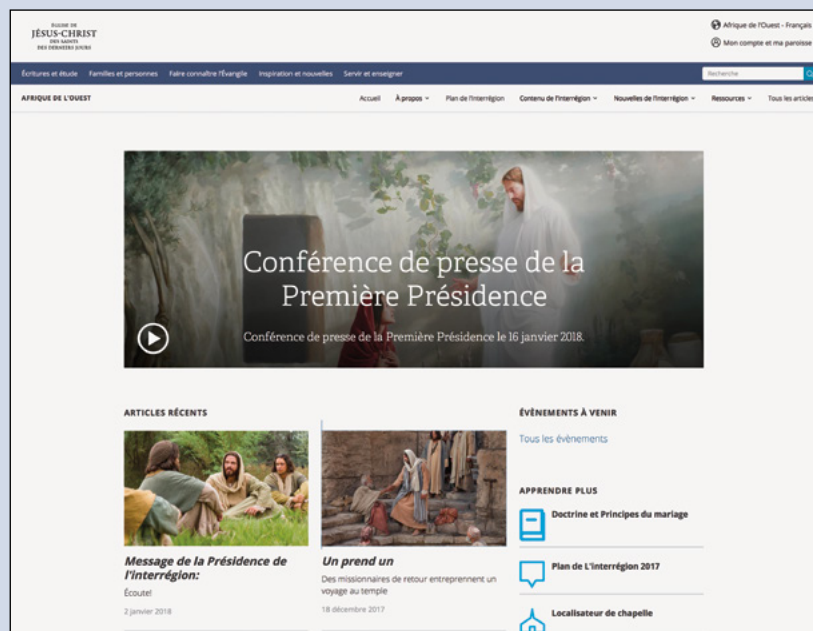 ÉGLISE DE
JÉSUS-CHRIST
DES SAINTS
DES DERNIERS JOURS
Afrique de l'Ouest - Français
Mon compte et ma paroisse
Écritures et étude Familles et personnes Faire connaître l'Évangile Inspiration et nouvelles Servir et enseigner
Recherche
AFRIQUE DE L'OUEST
Accueil À propos Plan de l'Interrégion Contenu de l'Interrégion Nouvelles de l'Interrégion Ressources Tous les articles
Conférence de presse de la
Première Présidence
Conférence de presse de la Première Présidence le 16 janvier 2018.
ARTICLES RÉCENTS
Message de la Présidence de
l'interrégion:
Écoute!
2 janvier 2018
Un prend un
Des missionnaires de retour entreprennent un
voyage au temple
18 décembre 2017
ÉVÈNEMENTS À VENIR
Tous les évènements
APPRENDRE PLUS
Doctrine et Principes du mariage
Plan de L'interrégion 2017
Localisateur de chapelle